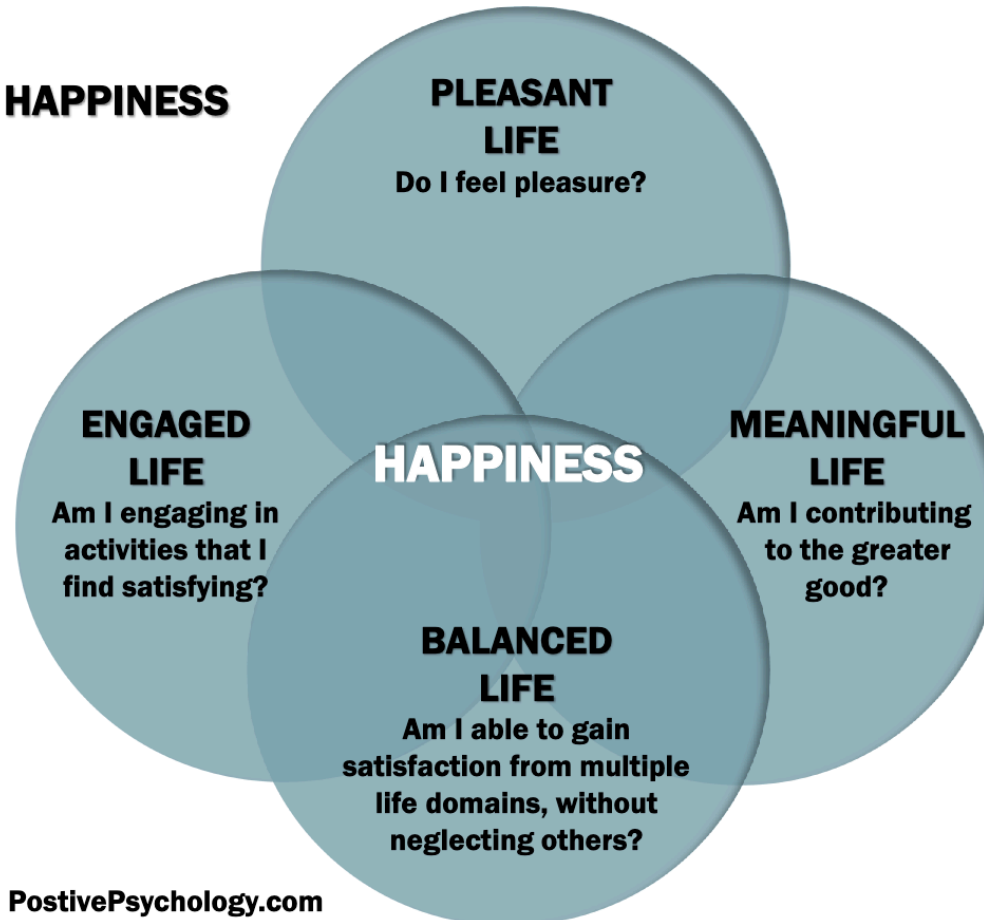 HAPPINESS
PLEASANT
LIFE
Do I feel pleasure?
ENGAGED
LIFE
Am I engaging in
activities that I
find satisfying?
HAPPINESS
MEANINGFUL
LIFE
Am I contributing
to the greater
good?
BALANCED
LIFE
Am I able to gain
satisfaction from multiple
life domains, without
neglecting others?
PostivePsychology.com